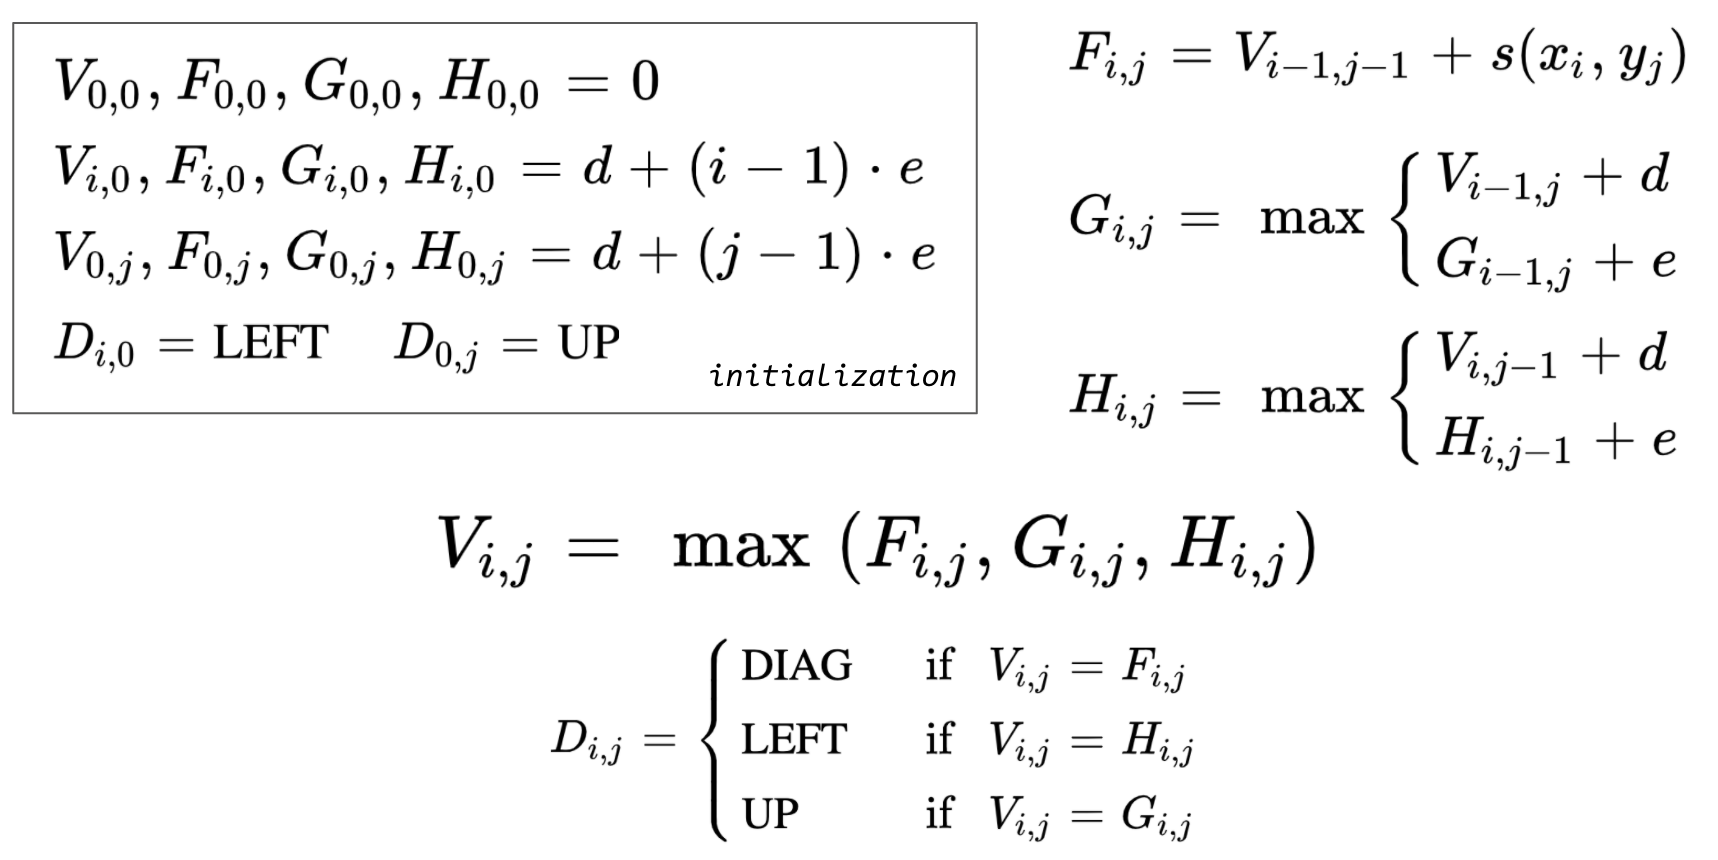 V_{0,0}, F_{0,0}, G_{0,0}, H_{0,0} = 0
V_{i,0}, F_{i,0}, G_{i,0}, H_{i,0} = d + (i − 1) · e
V_{0,j}, F_{0,j}, G_{0,j}, H_{0,j} = d + (j − 1) · e
D_{i,0} = LEFT D_{0,j} = UP
initialization
F_{i,j} = V_{i−1,j−1} + s(x_i, y_j)
G_{i,j} = max { V_{i−1,j} + d
G_{i−1,j} + e
H_{i,j} = max { V_{i,j−1} + d
H_{i,j−1} + e
V_{i,j} = max (F_{i,j}, G_{i,j}, H_{i,j})
D_{i,j} = { DIAG if V_{i,j} = F_{i,j}
LEFT if V_{i,j} = H_{i,j}
UP if V_{i,j} = G_{i,j}